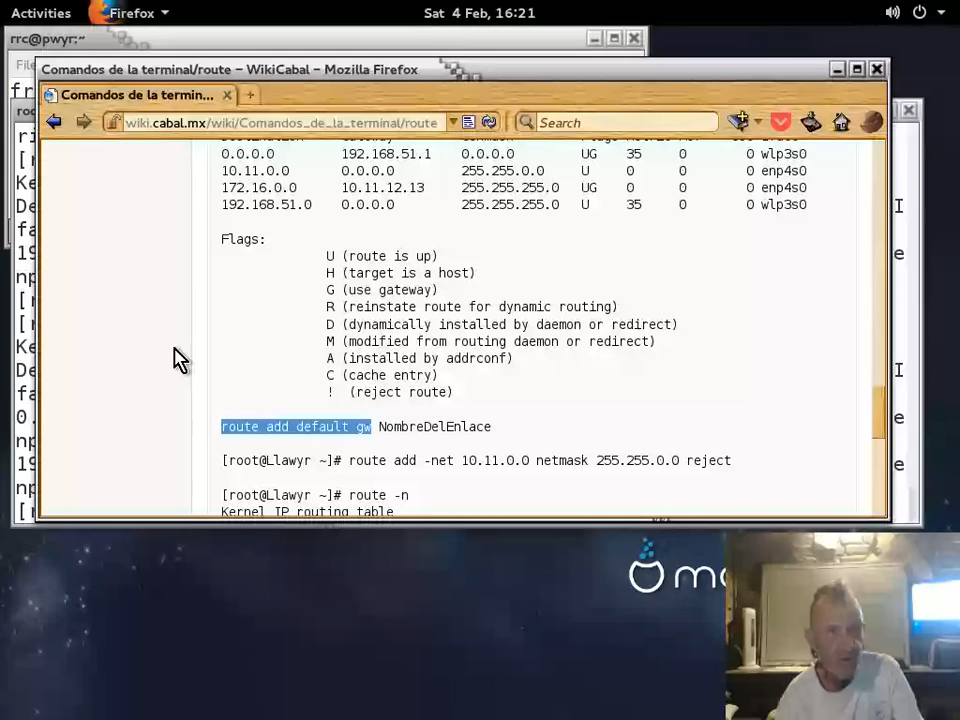 Activities Firefox Sat 4 Feb, 16:21
rrc@pwyr:~
Comandos de la terminal/route – WikiCabal – Mozilla Firefox
Comandos de la termin...
wiki.cabal.mx/wiki/Comandos_de_la_terminal/route Search
0.0.0.0 192.168.51.1 0.0.0.0 UG 35 0 0 wlp3s0
10.11.0.0 0.0.0.0 255.255.0.0 U 0 0 0 enp4s0
172.16.0.0 10.11.12.13 255.255.255.0 UG 0 0 0 enp4s0
192.168.51.0 0.0.0.0 255.255.255.0 U 35 0 0 wlp3s0
Flags:
U (route is up)
H (target is a host)
G (use gateway)
R (reinstate route for dynamic routing)
D (dynamically installed by daemon or redirect)
M (modified from routing daemon or redirect)
A (installed by addrconf)
C (cache entry)
! (reject route)
route add default gw NombreDelEnlace
[root@Llawyr ~]# route add -net 10.11.0.0 netmask 255.255.0.0 reject
[root@Llawyr ~]# route -n
Kernel IP routing table